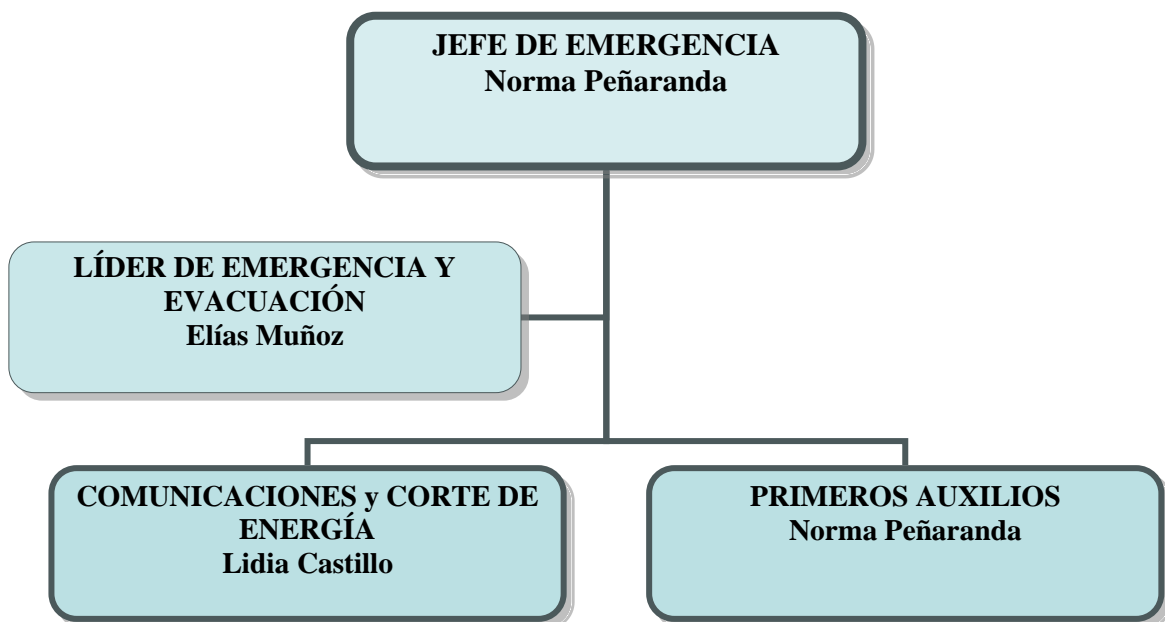 JEFE DE EMERGENCIA
Norma Peñaranda
LÍDER DE EMERGENCIA Y
EVACUACIÓN
Elías Muñoz
COMUNICACIONES y CORTE DE
ENERGÍA
Lidia Castillo
PRIMEROS AUXILIOS
Norma Peñaranda